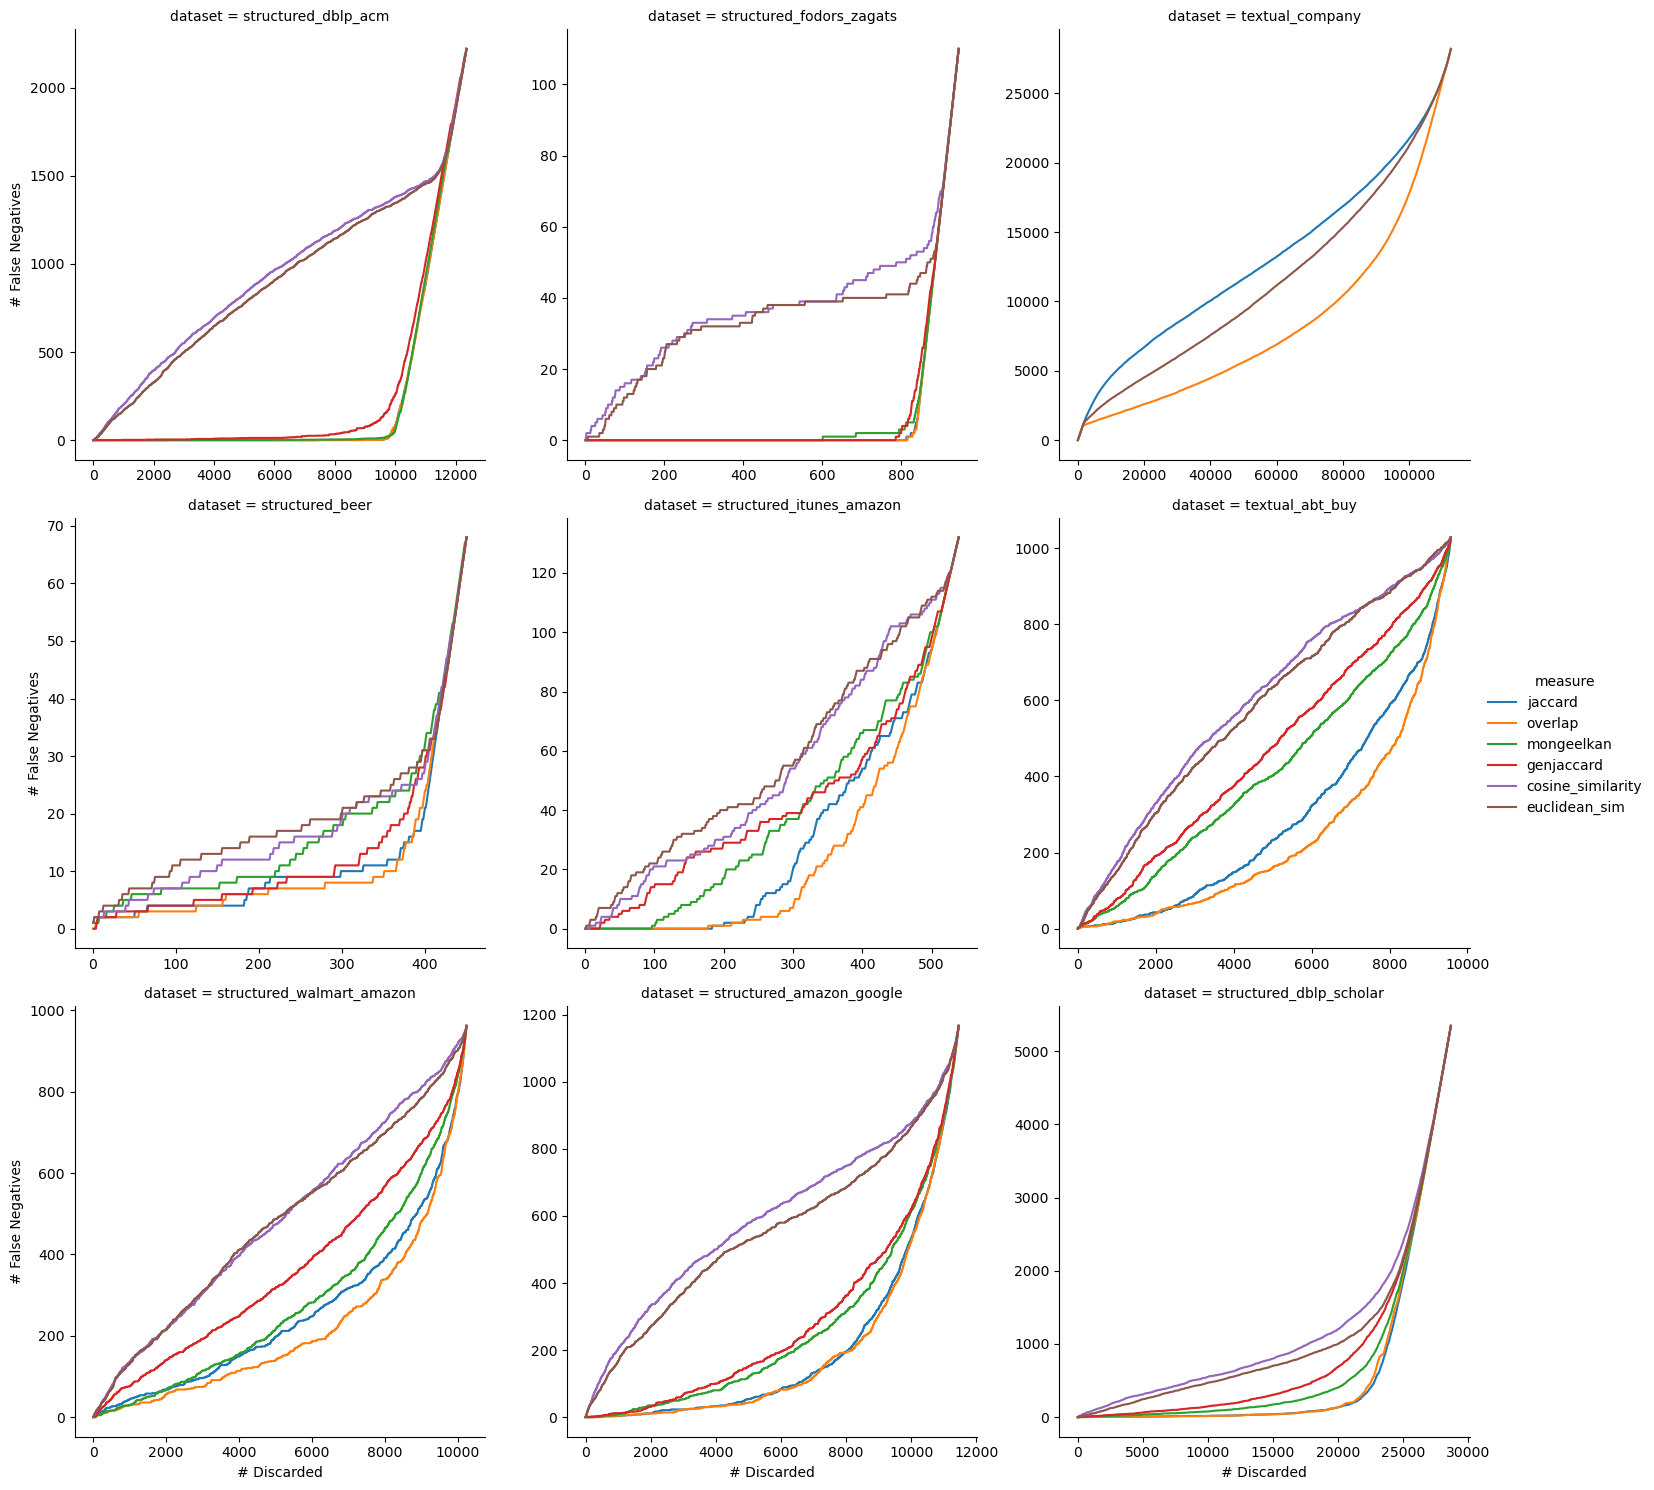 dataset = structured_dblp_acm
dataset = structured_fodors_zagats
dataset = textual_company
# False Negatives
2000
1500
1000
500
0
0 2000 4000 6000 8000 10000 12000
100
80
60
40
20
0
0 200 400 600 800
25000
20000
15000
10000
5000
0
0 20000 40000 60000 80000 100000
dataset = structured_beer
dataset = structured_itunes_amazon
dataset = textual_abt_buy
# False Negatives
70
60
50
40
30
20
10
0
0 100 200 300 400
120
100
80
60
40
20
0
0 100 200 300 400 500
1000
800
600
400
200
0
0 2000 4000 6000 8000 10000
measure
jaccard
overlap
mongeelkan
genjaccard
cosine_similarity
euclidean_sim
dataset = structured_walmart_amazon
dataset = structured_amazon_google
dataset = structured_dblp_scholar
# False Negatives
1000
800
600
400
200
0
0 2000 4000 6000 8000 10000
# Discarded
1200
1000
800
600
400
200
0
0 2000 4000 6000 8000 10000 12000
# Discarded
5000
4000
3000
2000
1000
0
0 5000 10000 15000 20000 25000 30000
# Discarded